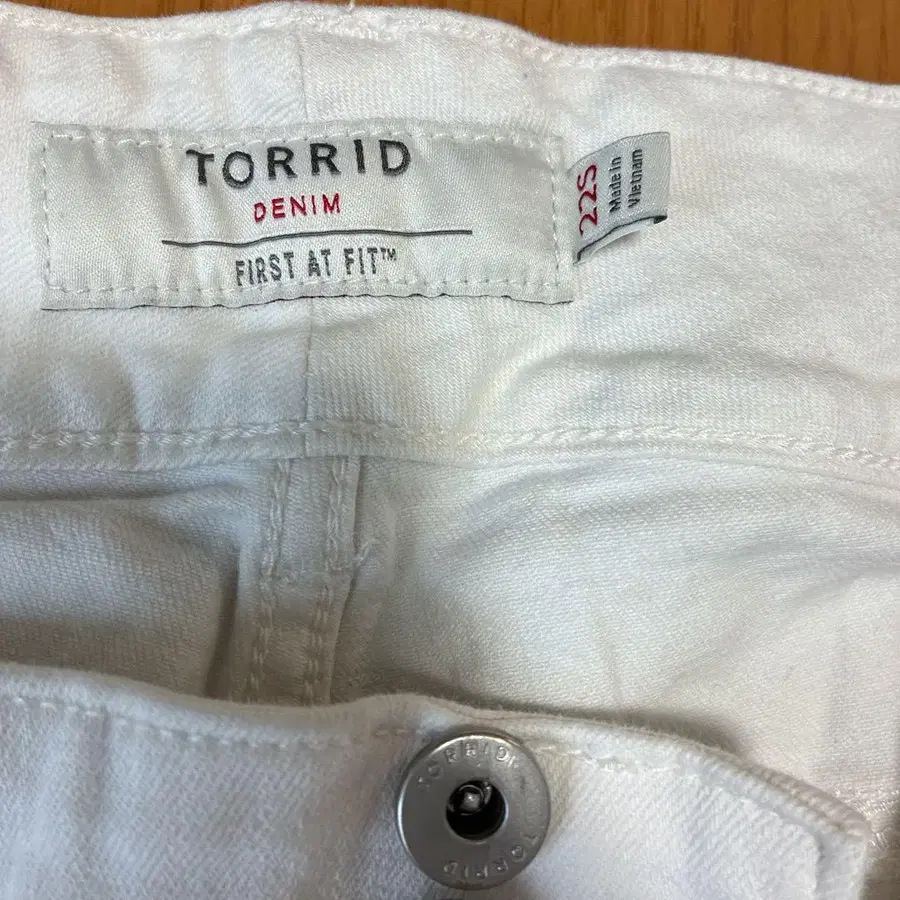 TORRID
DENIM
FIRST AT FIT™
22S
Made in
Vietnam
TORRID
TORRID